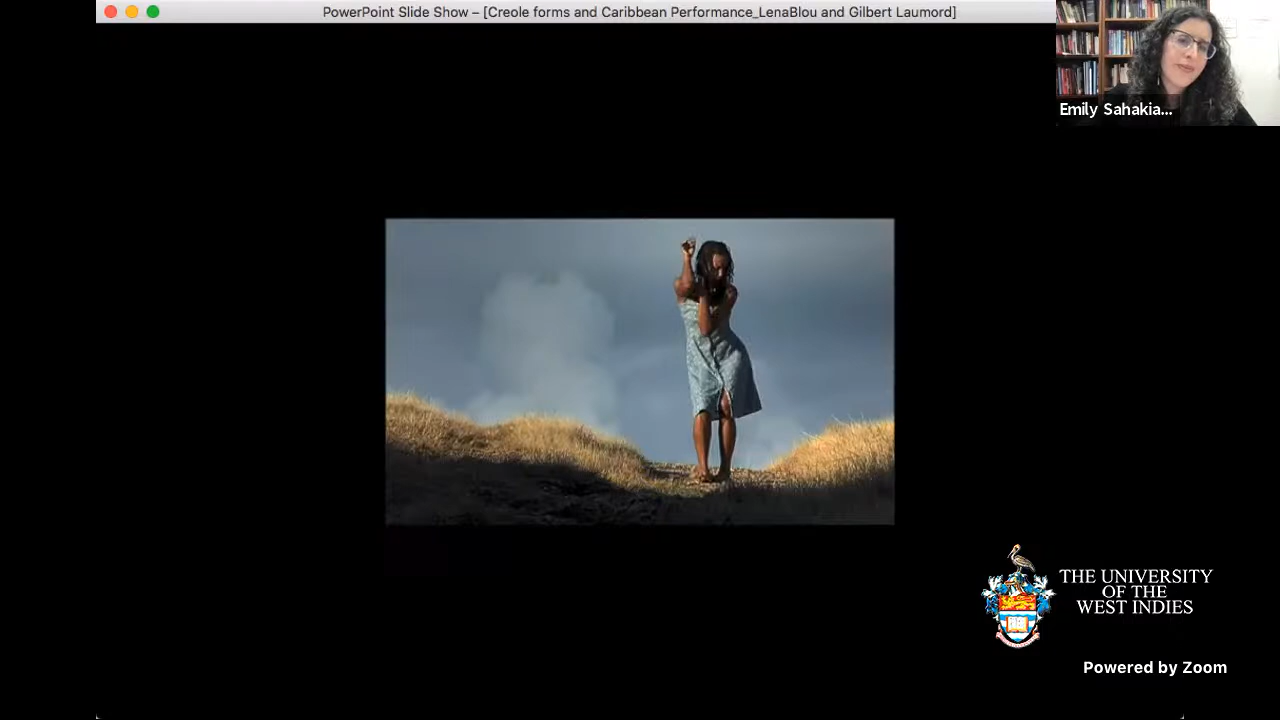 PowerPoint Slide Show – [Creole forms and Caribbean Performance_LenaBlou and Gilbert Laumord]
Emily Sahakia...
THE UNIVERSITY
OF THE
WEST INDIES
Powered by Zoom